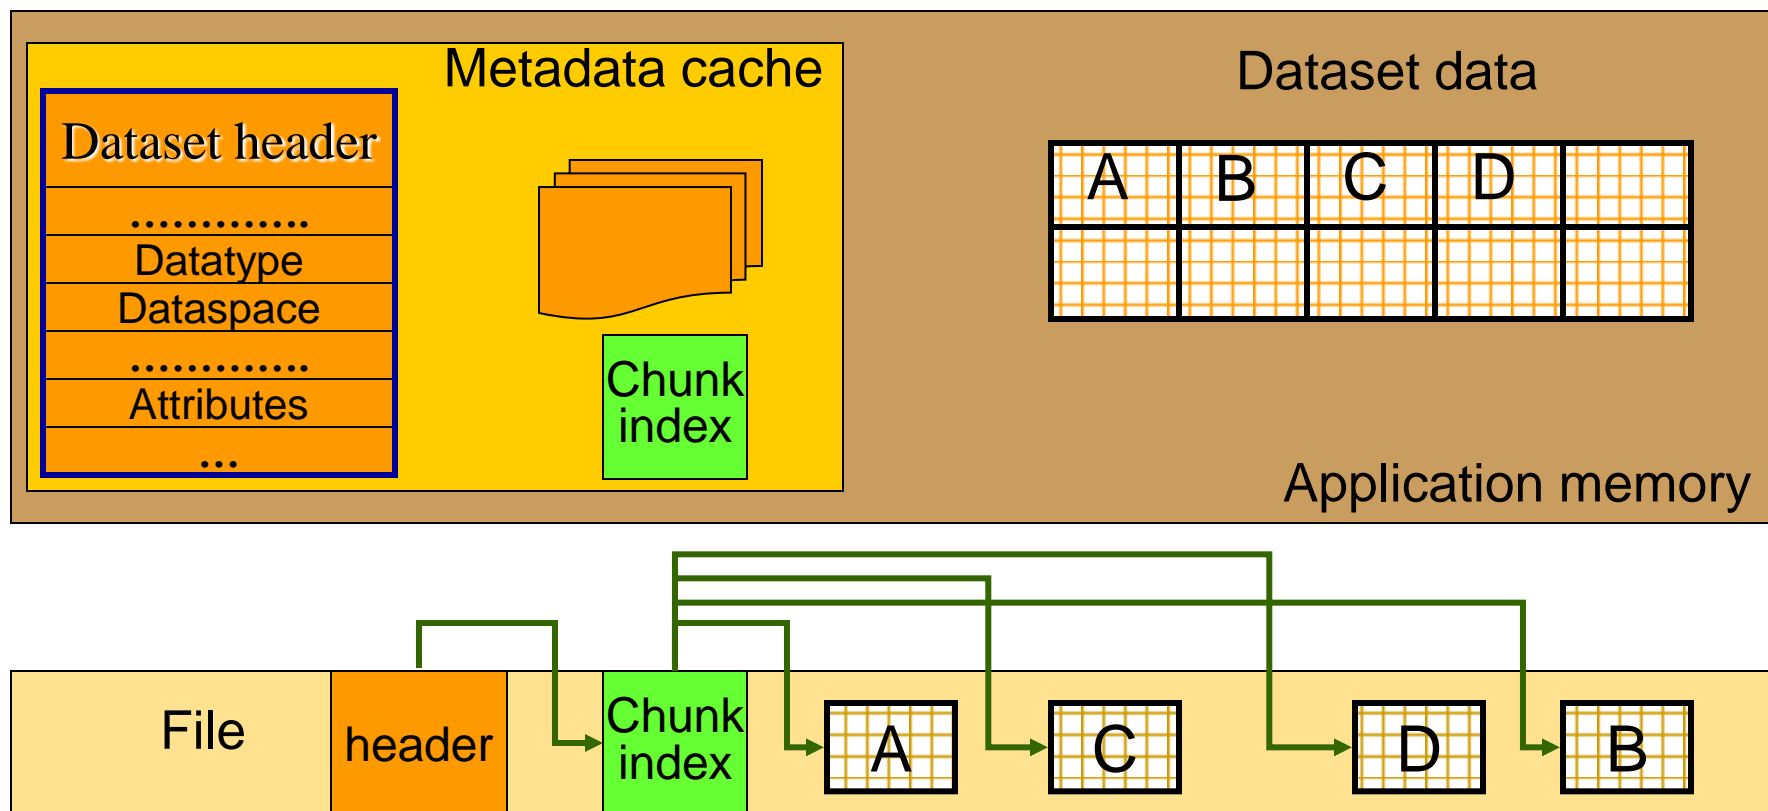 Metadata cache
Dataset data
Dataset header
.............
Datatype
Dataspace
.............
Attributes
...
Chunk
index
A B C D
Application memory
File
header
Chunk
index
A
C
D
B